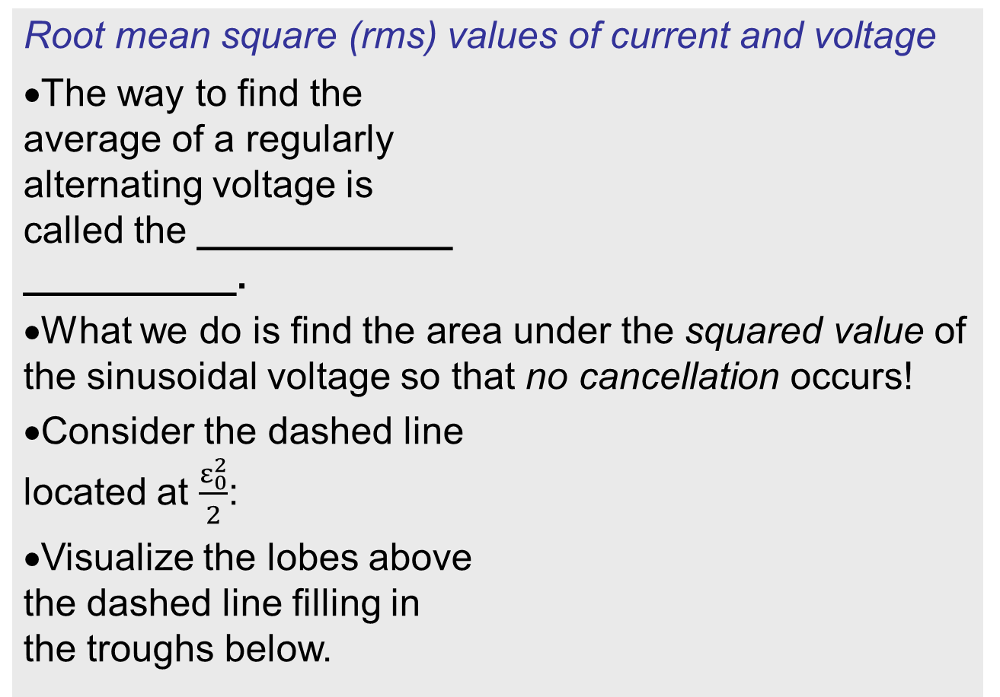 Root mean square (rms) values of current and voltage
•The way to find the
average of a regularly
alternating voltage is
called the ____________
__________.
•What we do is find the area under the squared value of
the sinusoidal voltage so that no cancellation occurs!
•Consider the dashed line
located at ε₀²/2:
•Visualize the lobes above
the dashed line filling in
the troughs below.